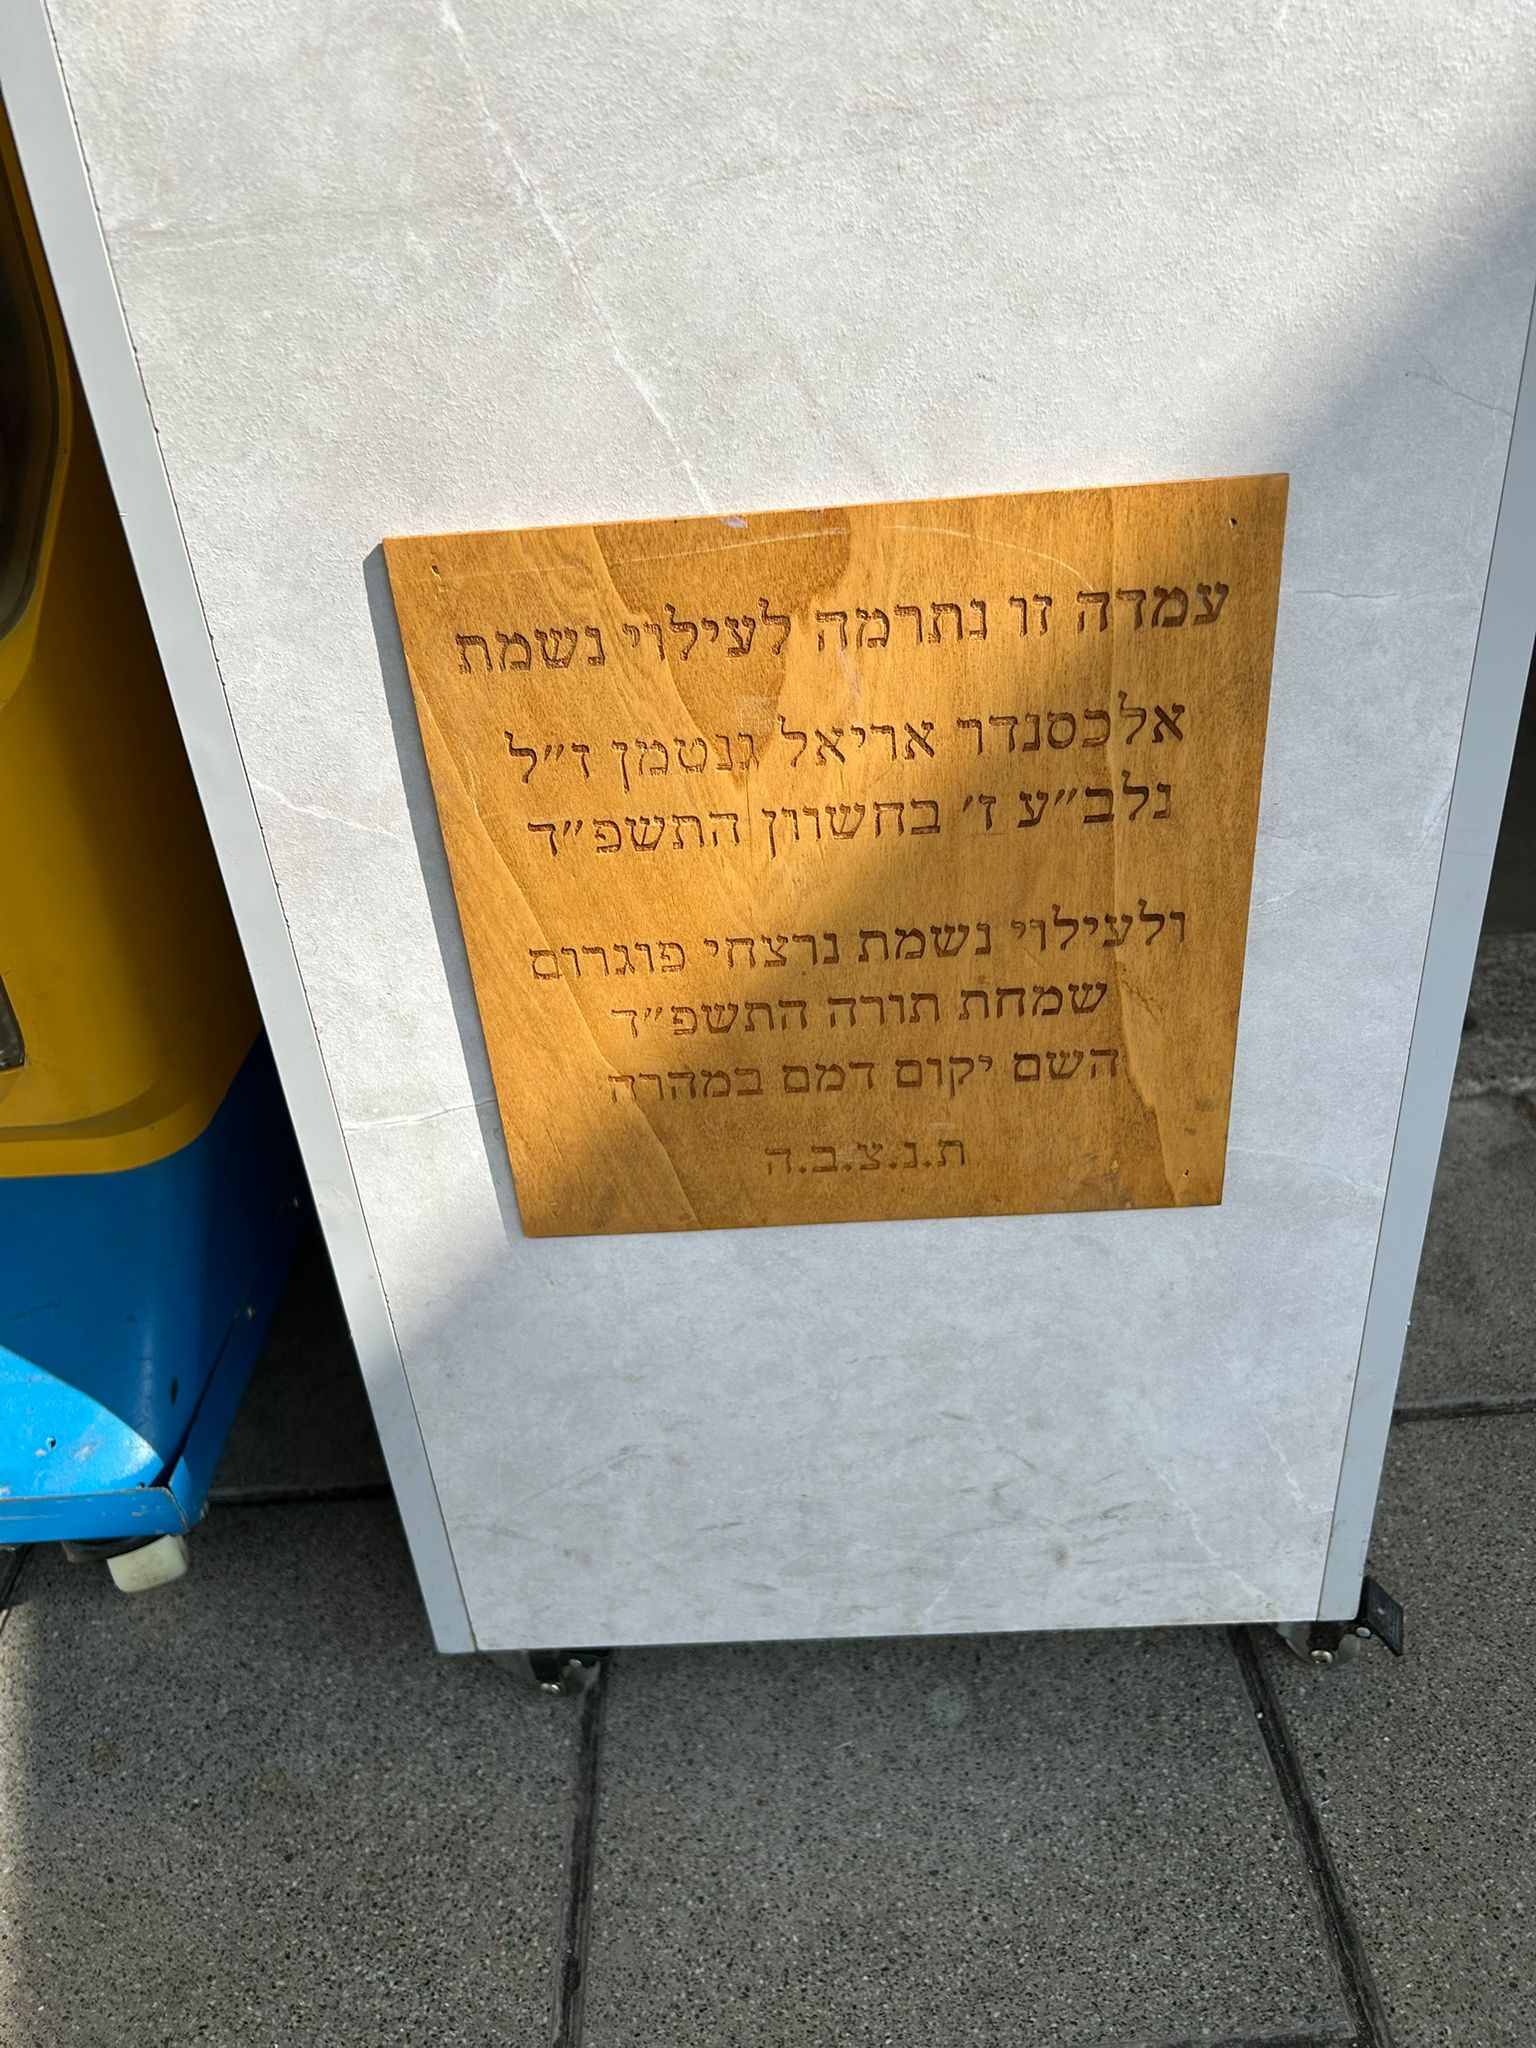 עמדה זו נתרמה לעילוי נשמת
אלכסנדר אריאל גנטמן ז״ל
נלב״ע ז׳ בחשוון התשפ״ד
ולעילוי נשמת נרצחי פוגרום
שמחת תורה התשפ״ד
השם יקום דמם במהרה
ת.נ.צ.ב.ה